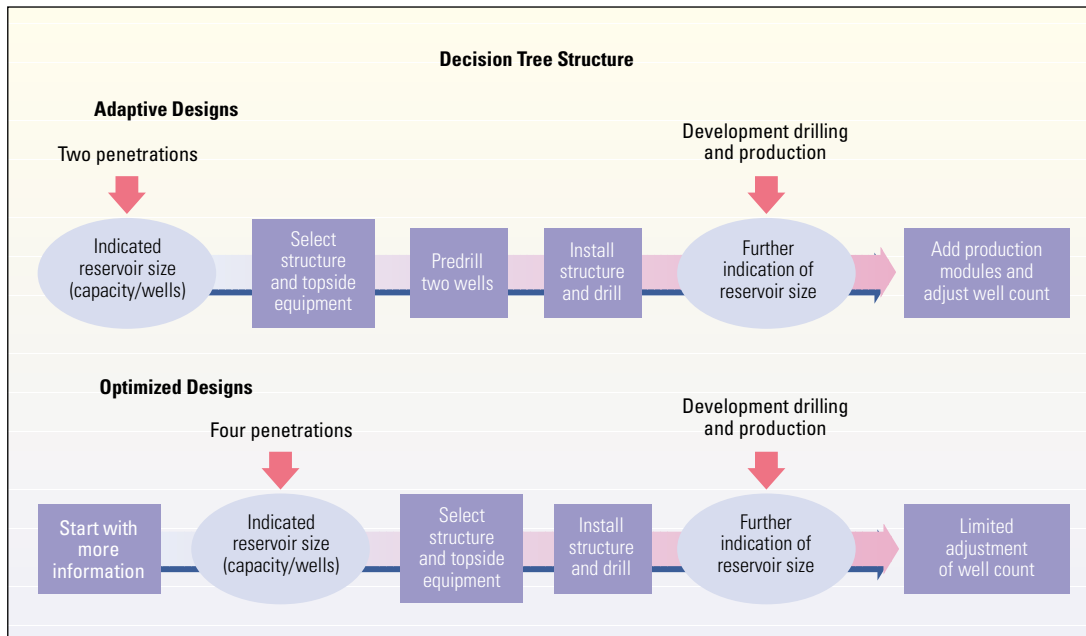 Decision Tree Structure
Adaptive Designs
Two penetrations
Development drilling
and production
Indicated
reservoir size
(capacity/wells)
Select
structure
and topside
equipment
Predrill
two wells
Install
structure
and drill
Further
indication of
reservoir size
Add production
modules and
adjust well count
Optimized Designs
Four penetrations
Development drilling
and production
Start with
more
information
Indicated
reservoir size
(capacity/wells)
Select
structure
and topside
equipment
Install
structure
and drill
Further
indication of
reservoir size
Limited
adjustment
of well count